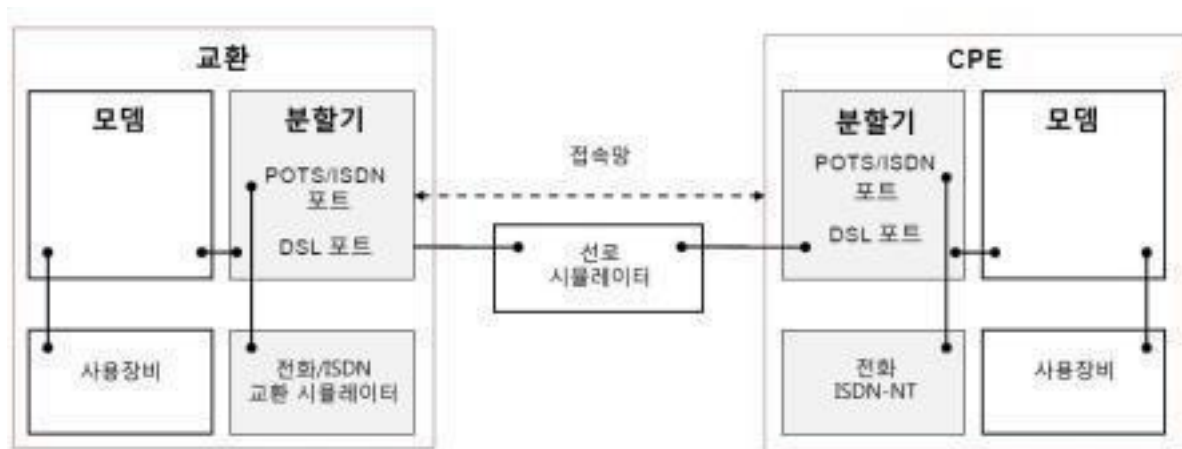 교환
모뎀
분할기
POTS/ISDN
포트
DSL 포트
사용장비
전화/ISDN
교환 시뮬레이터
접속망
선로
시뮬레이터
CPE
분할기
모뎀
POTS/ISDN
포트
DSL 포트
전화
ISDN-NT
사용장비